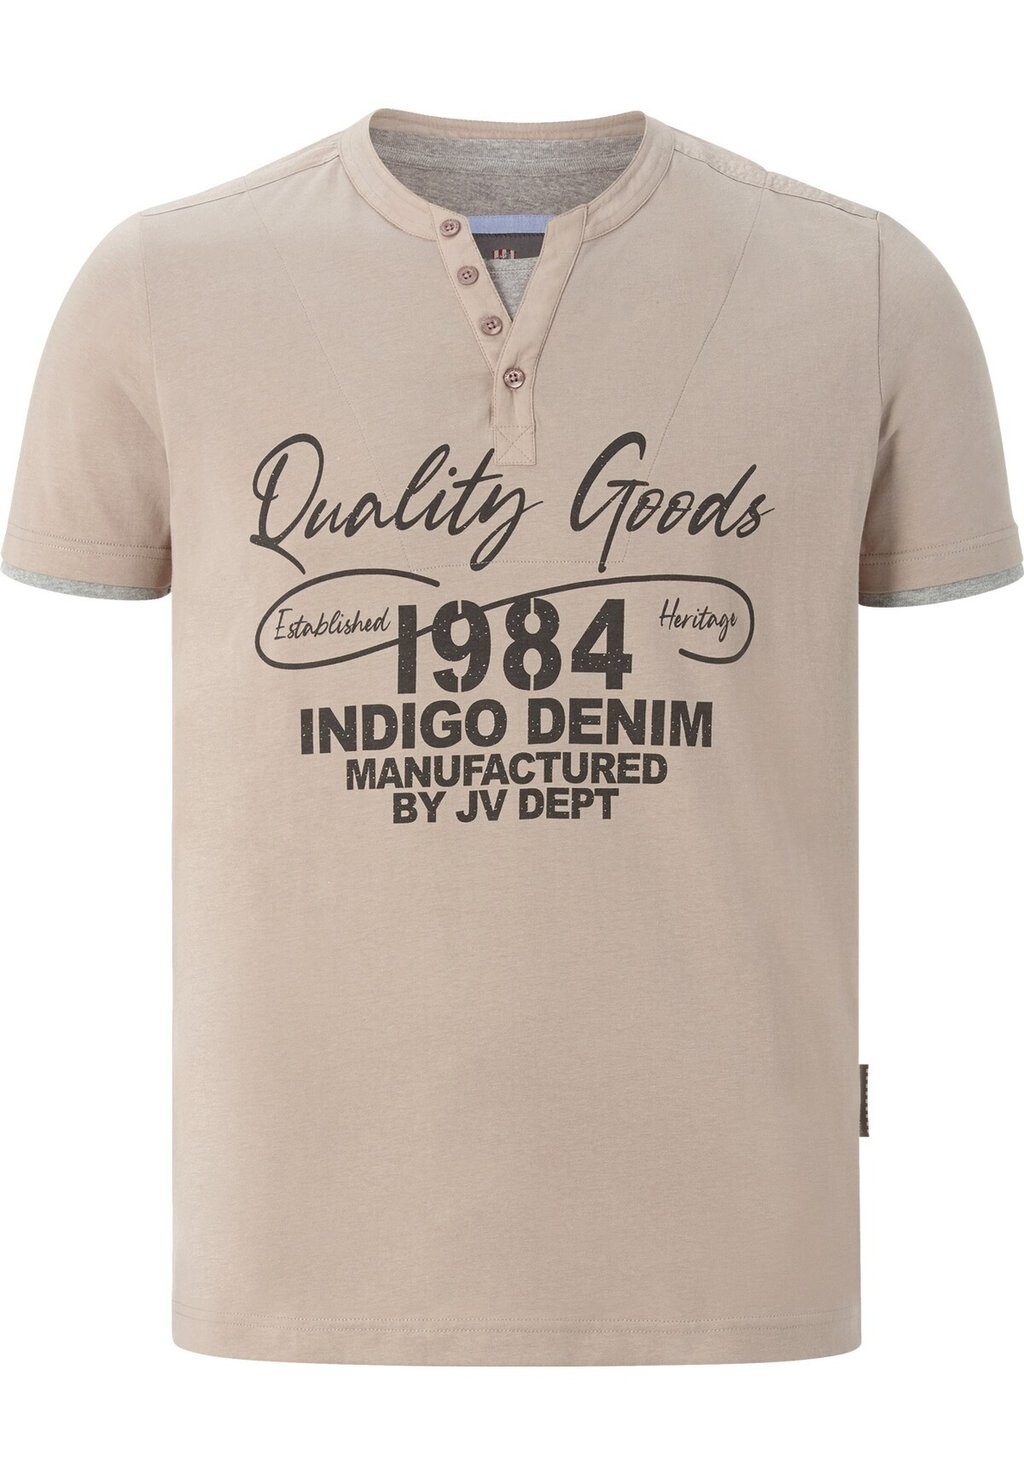 Quality Goods
Established 1984 Heritage
INDIGO DENIM
MANUFACTURED
BY JV DEPT